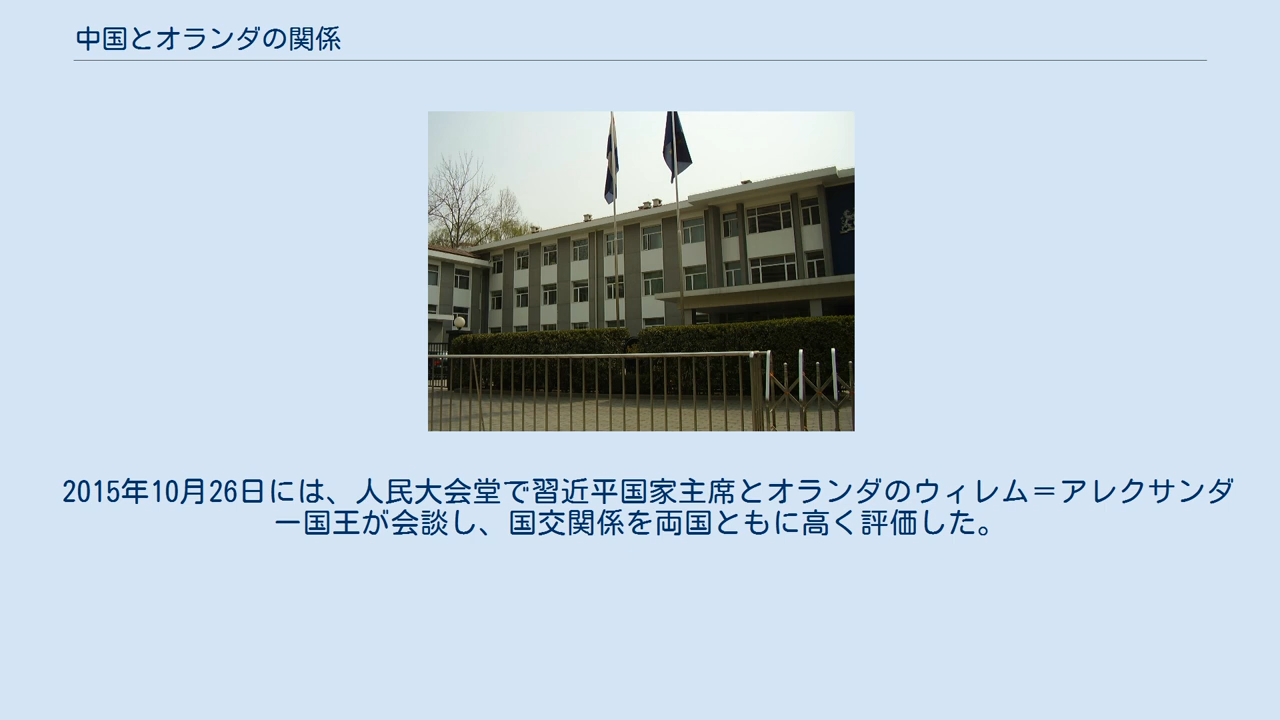 中国とオランダの関係
2015年10月26日には、人民大会堂で習近平国家主席とオランダのウィレム＝アレクサンダ
ー国王が会談し、国交関係を両国ともに高く評価した。